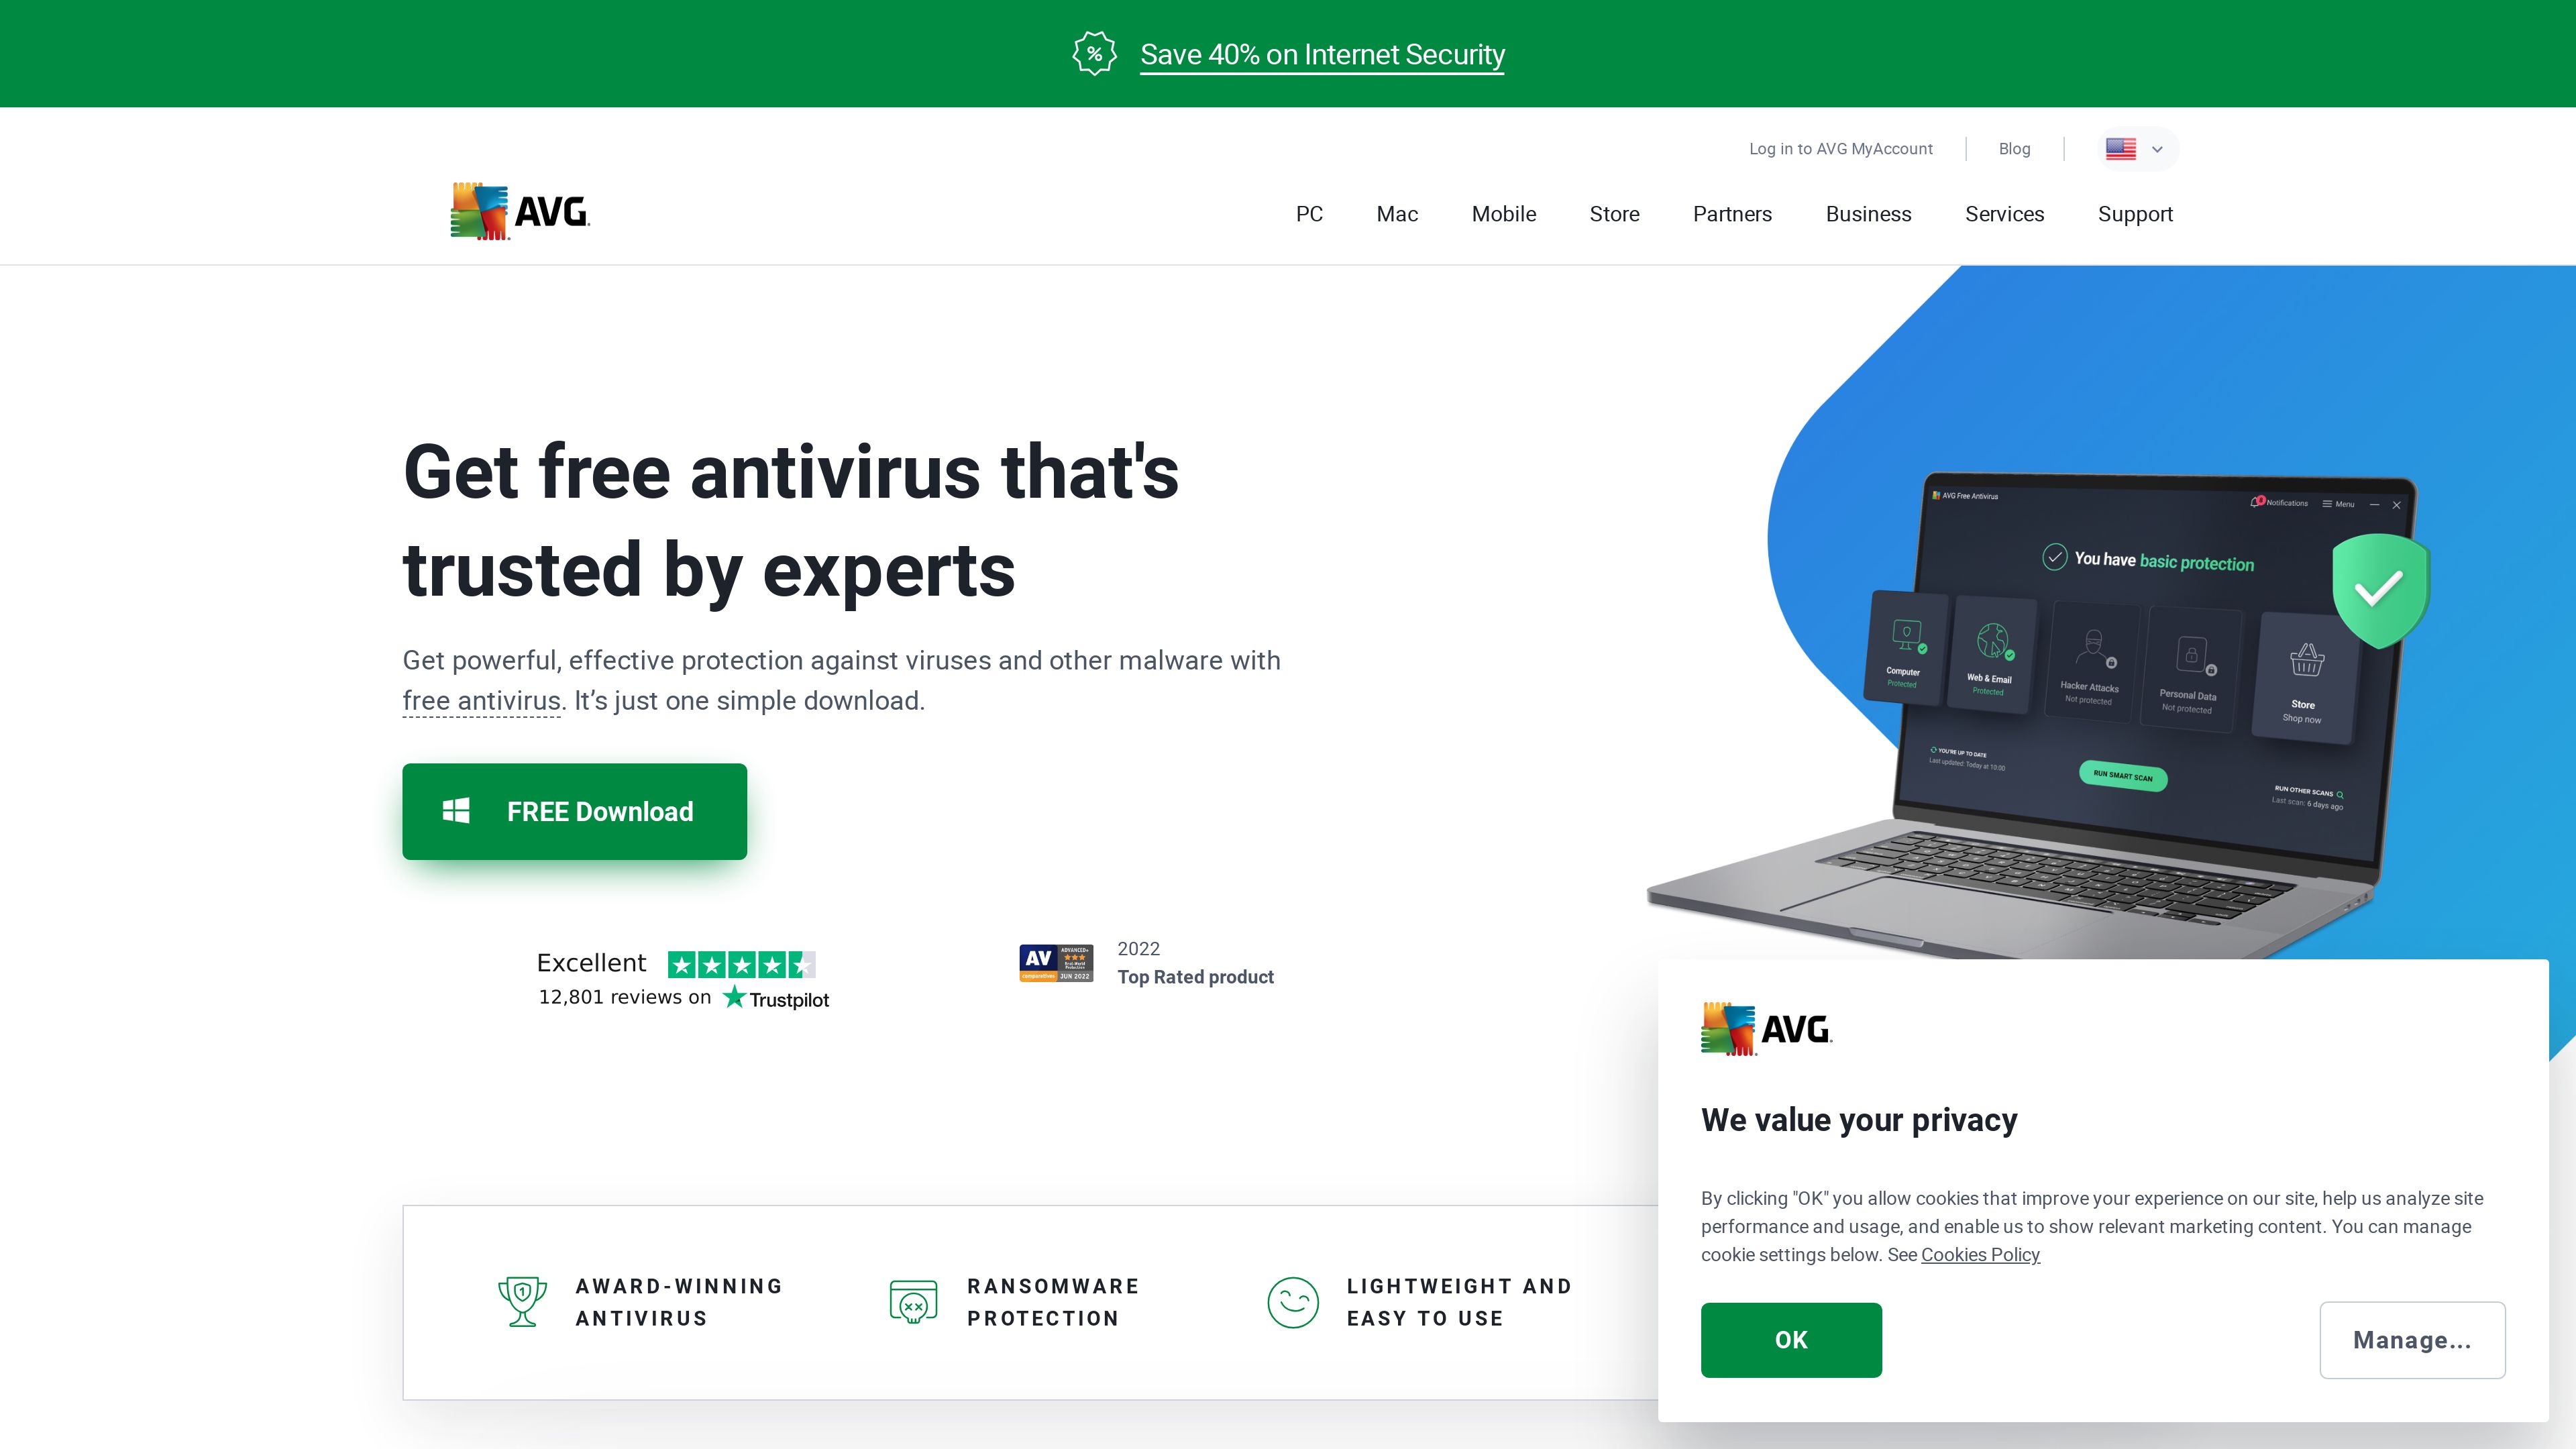 Save 40% on Internet Security
Log in to AVG MyAccount
Blog
AVG
PC
Mac
Mobile
Store
Partners
Business
Services
Support
Get free antivirus that's
trusted by experts
Get powerful, effective protection against viruses and other malware with
free antivirus. It’s just one simple download.
FREE Download
Excellent
12,801 reviews on Trustpilot
AV
comparatives
ADVANCED+
Real-World
Protection
JUN 2022
2022
Top Rated product
AVG Free Antivirus
Notifications
Menu
You have basic protection
Computer
Protected
Web & Email
Protected
Hacker Attacks
Not protected
Personal Data
Not protected
Store
Shop now
YOU'RE UP TO DATE
Last updated: Today at 10:00
RUN SMART SCAN
RUN OTHER SCANS
Last scan: 6 days ago
AWARD-WINNING
ANTIVIRUS
RANSOMWARE
PROTECTION
LIGHTWEIGHT AND
EASY TO USE
AVG
We value your privacy
By clicking "OK" you allow cookies that improve your experience on our site, help us analyze site
performance and usage, and enable us to show relevant marketing content. You can manage
cookie settings below. See Cookies Policy
OK
Manage...